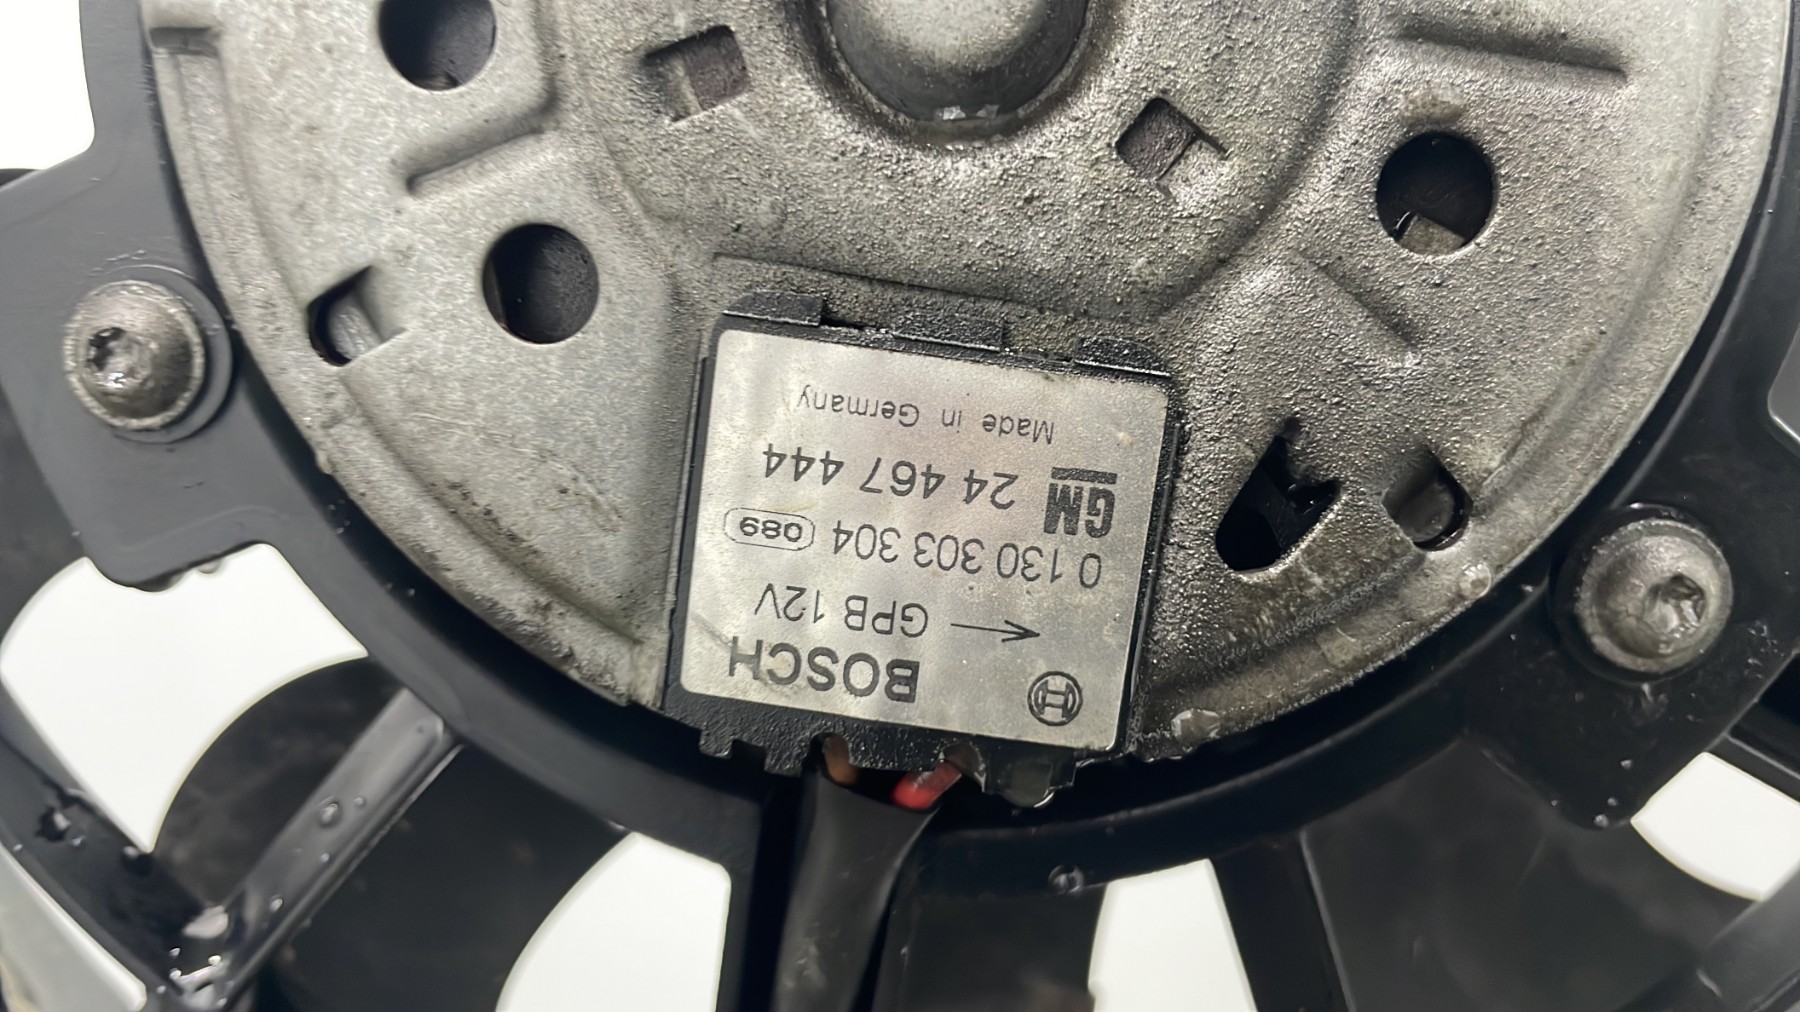 BOSCH
GPB 12V
0 130 303 304 089
GM 24 467 444
Made in Germany